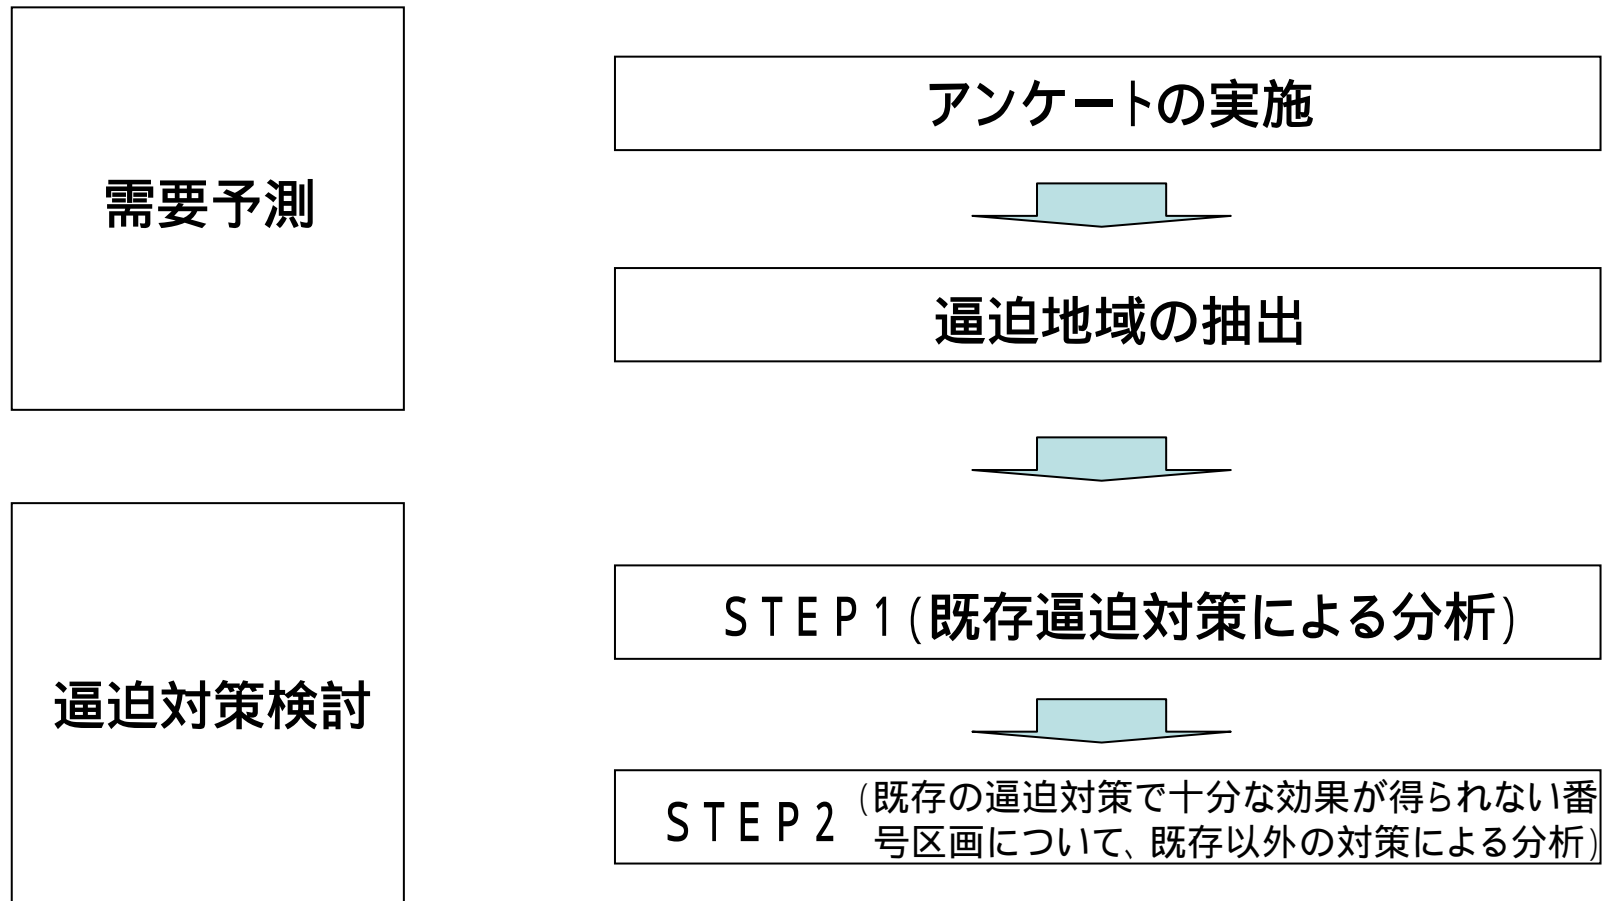 需要予測
アンケートの実施
逼迫地域の抽出
逼迫対策検討
ＳＴＥＰ１(既存逼迫対策による分析)
ＳＴＥＰ２
(既存の逼迫対策で十分な効果が得られない番
号区画について、既存以外の対策による分析)